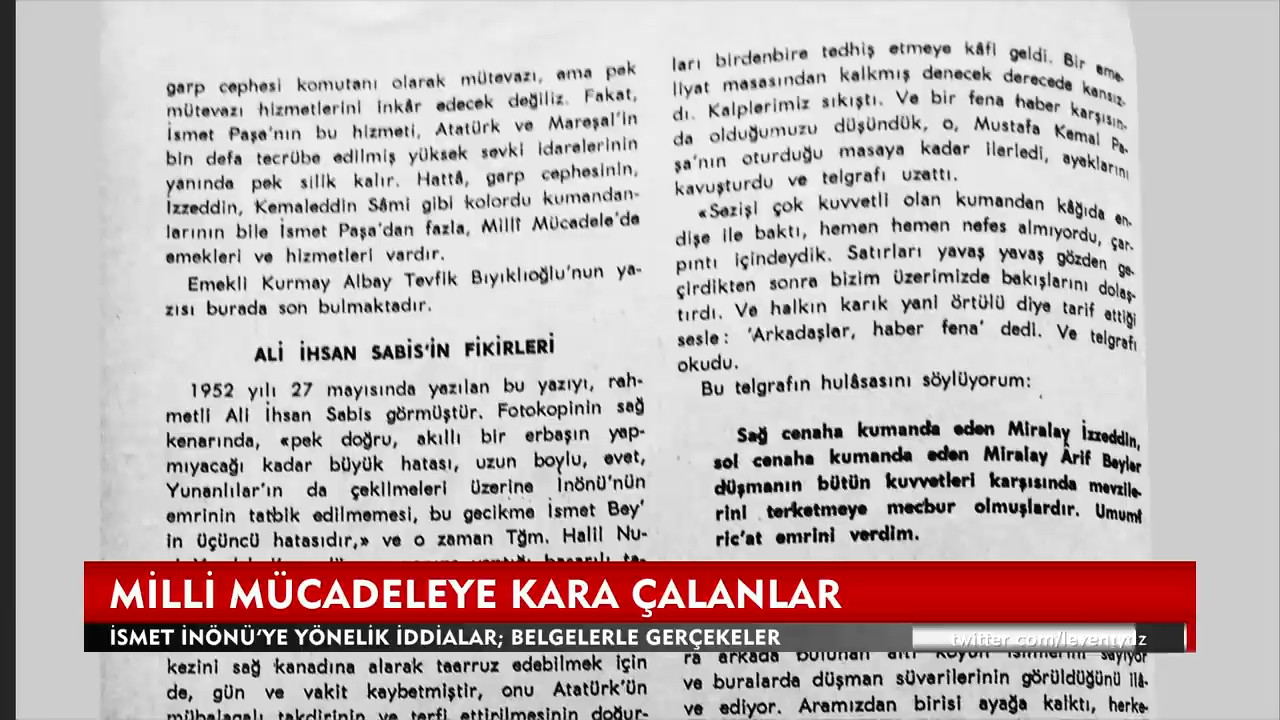 garp cephesi komutanı olarak mütevazı, ama pek
mütevazı hizmetlerini inkâr edecek değiliz. Fakat,
İsmet Paşa'nın bu hizmeti, Atatürk ve Mareşal'in
bin defa tecrübe edilmiş yüksek sevki idarelerinin
yanında pek silik kalır. Hattâ, garp cephesinin,
İzzeddin, Kemaleddin Sâmi gibi kolordu kumandan-
larının bile İsmet Paşa'dan fazla, Millî Mücadele'de
emekleri ve hizmetleri vardır.
Emekli Kurmay Albay Tevfik Bıyıklıoğlu'nun ya-
zısı burada son bulmaktadır.
ALİ İHSAN SABİS'İN FİKİRLERİ
1952 yılı 27 mayısında yazılan bu yazıyı, rah-
metli Ali İhsan Sabis görmüştür. Fotokopinin sağ
kenarında, «pek doğru, akıllı bir erbaşın yap-
mıyacağı kadar büyük hatası, uzun boylu, evet,
Yunanlılar'ın da çekilmeleri üzerine İnönü'nün
emrinin tatbik edilmemesi, bu gecikme İsmet Bey'
in üçüncü hatasıdır,» ve o zaman Tğm. Halil Nu-
kezini sağ kanadına alarak taarruz edebilmek için
de, gün ve vakit kaybetmiştir, onu Atatürk'ün
mübalagalı takdirinin ve terfi ettirilmesinin doğur-
ları birdenbire tedhiş etmeye kâfi geldi. Bir ame-
liyat masasından kalkmış denecek derecede kansız-
dı. Kalplerimiz sıkıştı. Ve bir fena haber karşısın-
da olduğumuzu düşündük, o, Mustafa Kemal Pa-
şa'nın oturduğu masaya kadar ilerledi, ayaklarını
kavuşturdu ve telgrafı uzattı.
«Sezişi çok kuvvetli olan kumandan kâğıda en-
dişe ile baktı, hemen hemen nefes almıyordu, çar-
pıntı içindeydik. Satırları yavaş yavaş gözden ge-
çirdikten sonra bizim üzerimizde bakışlarını dolaş-
tırdı. Ve halkın karık yani örtülü diye tarif ettiği
sesle: 'Arkadaşlar, haber fena' dedi. Ve telgrafı
okudu.
Bu telgrafın hulâsasını söylüyorum:
Sağ cenaha kumanda eden Miralay İzzeddin,
sol cenaha kumanda eden Miralay Ârif Beyler
düşmanın bütün kuvvetleri karşısında mevzile-
rini terketmeye mecbur olmuşlardır. Umumî
ric'at emrini verdim.
ra arkada bulunan altı köyün isimlerini sayıyor
ve buralarda düşman süvarilerinin görüldüğünü ilâ-
ve ediyor. Aramızdan birisi ayağa kalktı, herke-
MİLLİ MÜCADELEYE KARA ÇALANLAR
İSMET İNÖNÜ'YE YÖNELİK İDDİALAR; BELGELERLE GERÇEKELER